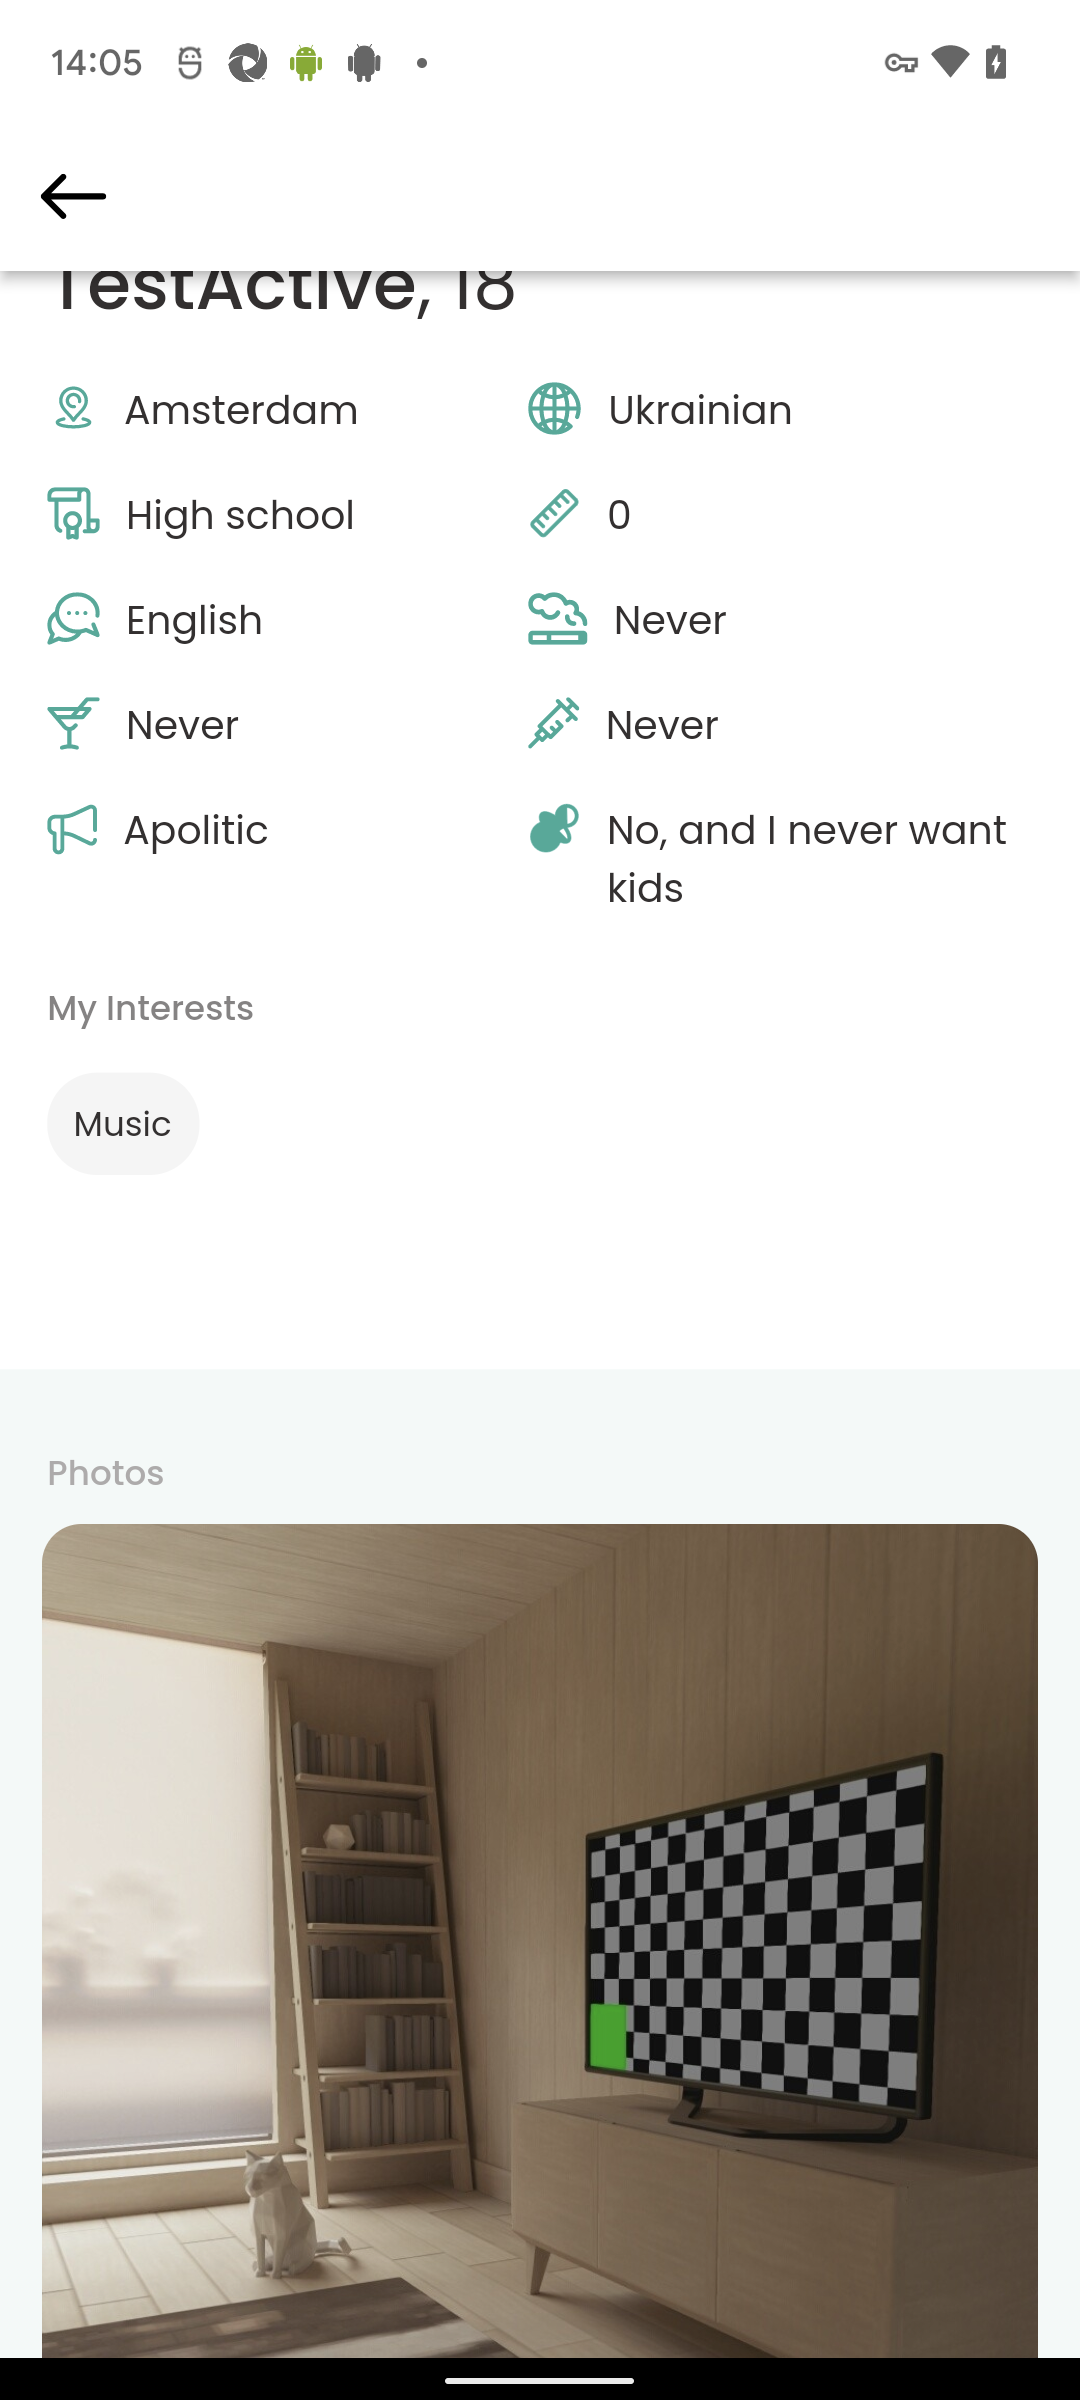 14:05
TestActive, 18
Amsterdam
Ukrainian
High school
0
English
Never
Never
Never
Apolitic
No, and I never want
kids
My Interests
Music
Photos